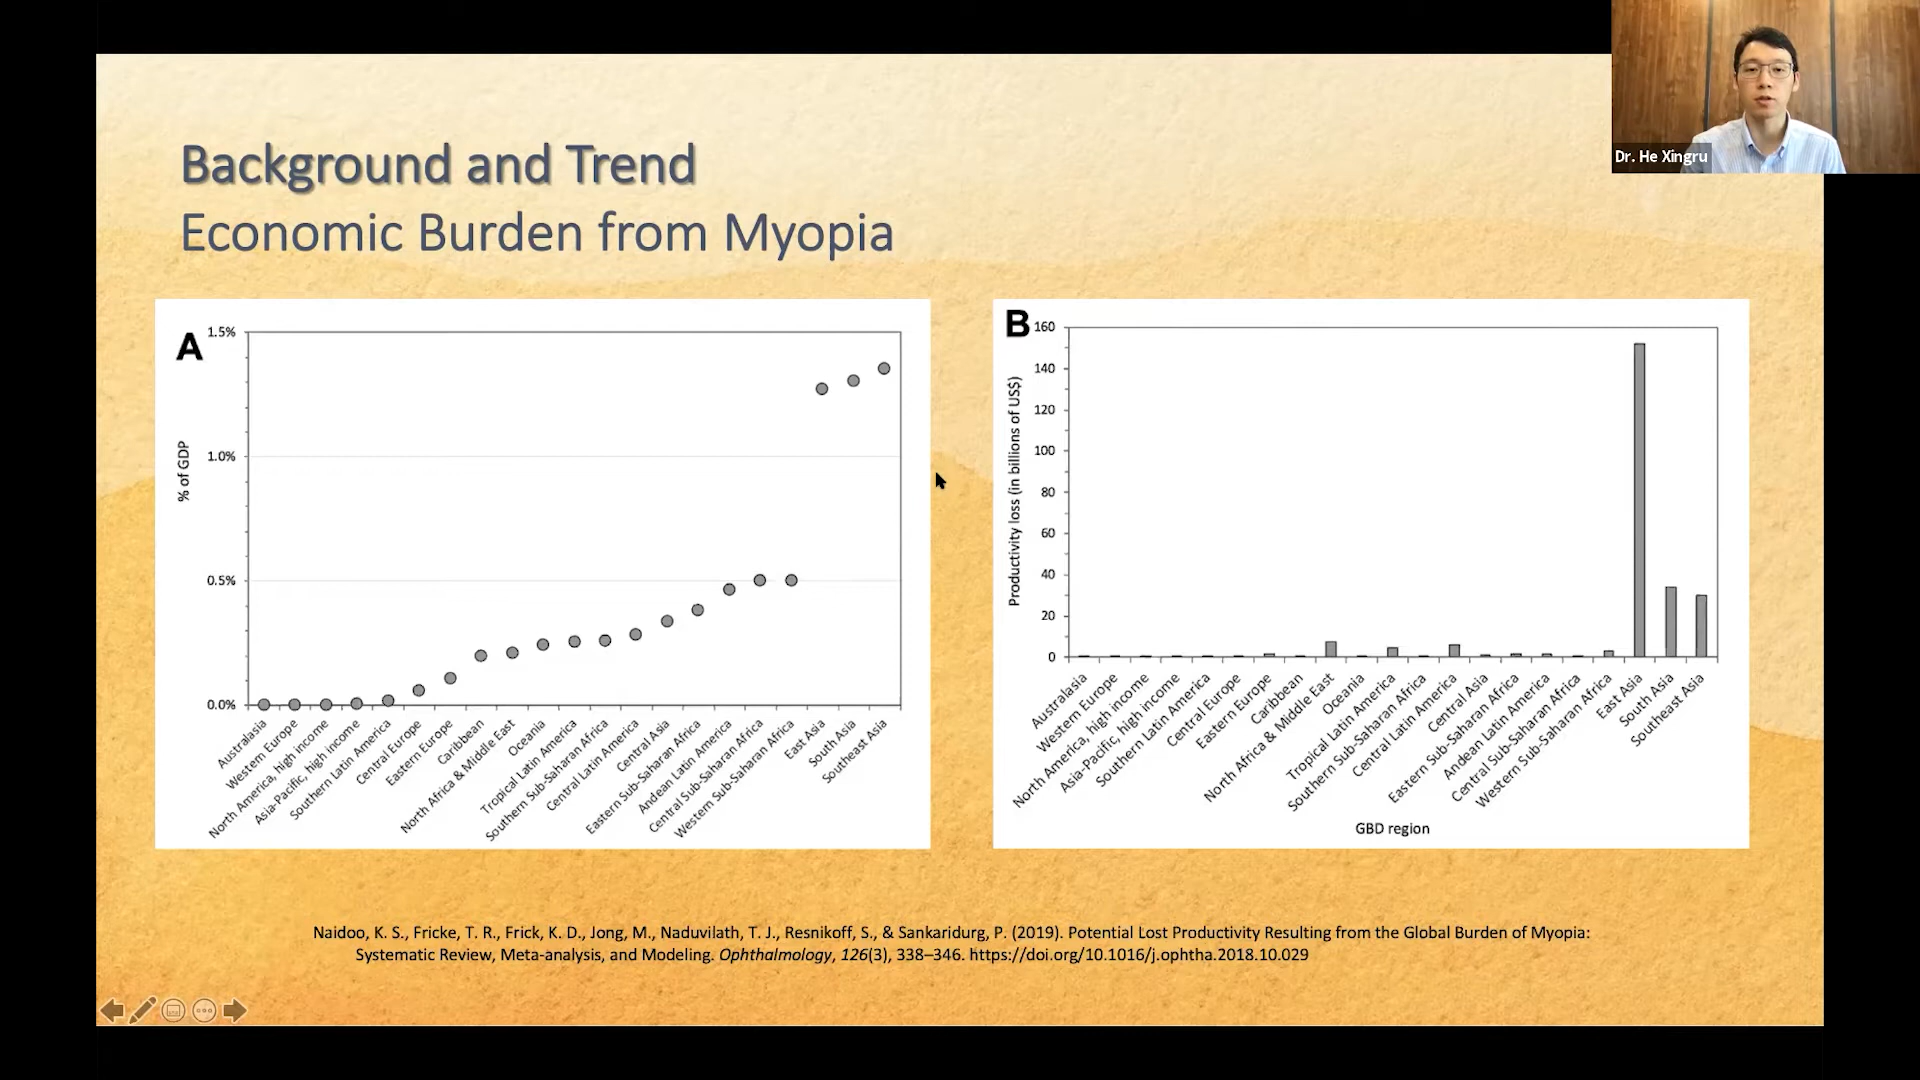 Dr. He Xingru
Background and Trend
Economic Burden from Myopia
A
1.5%
1.0%
0.5%
0.0%
% of GDP
Australasia
Western Europe
North America, high income
Asia-Pacific, high income
Southern Latin America
Central Europe
Eastern Europe
Caribbean
North Africa & Middle East
Oceania
Tropical Latin America
Southern Sub-Saharan Africa
Central Latin America
Central Asia
Eastern Sub-Saharan Africa
Andean Latin America
Central Sub-Saharan Africa
Western Sub-Saharan Africa
East Asia
South Asia
Southeast Asia
B
160
140
120
100
80
60
40
20
0
Productivity loss (in billions of US$)
Australasia
Western Europe
North America, high income
Asia-Pacific, high income
Southern Latin America
Central Europe
Eastern Europe
Caribbean
North Africa & Middle East
Oceania
Tropical Latin America
Southern Sub-Saharan Africa
Central Latin America
Central Asia
Eastern Sub-Saharan Africa
Andean Latin America
Central Sub-Saharan Africa
Western Sub-Saharan Africa
East Asia
South Asia
Southeast Asia
GBD region
Naidoo, K. S., Fricke, T. R., Frick, K. D., Jong, M., Naduvilath, T. J., Resnikoff, S., & Sankaridurg, P. (2019). Potential Lost Productivity Resulting from the Global Burden of Myopia:
Systematic Review, Meta-analysis, and Modeling. Ophthalmology, 126(3), 338–346. https://doi.org/10.1016/j.ophtha.2018.10.029